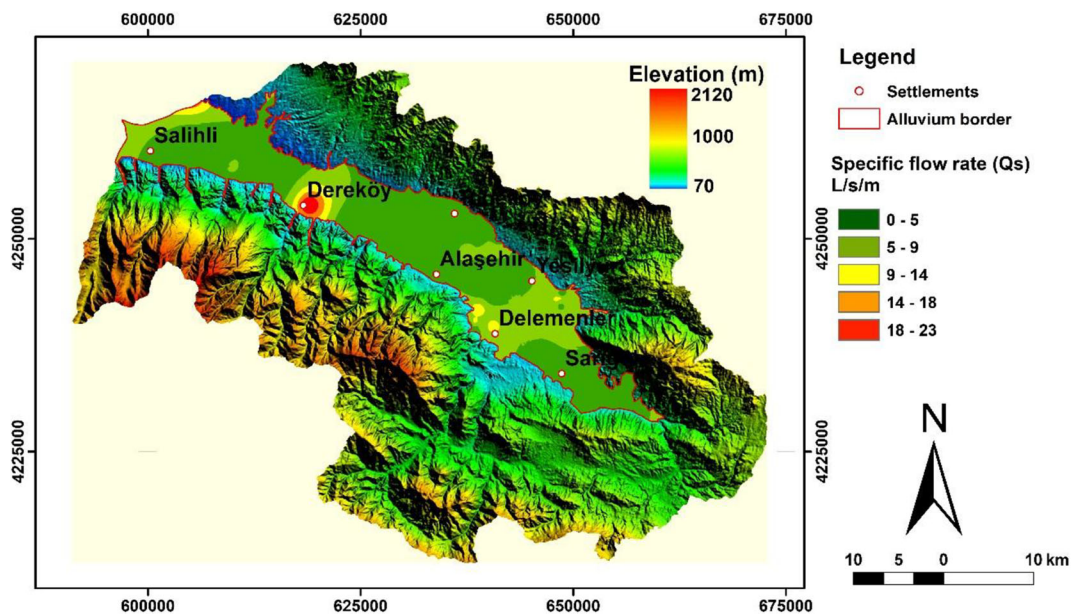 600000 625000 650000 675000
Elevation (m)
2120
1000
70
Salihli
Dereköy
Alaşehir
Yeşily
Delemenler
Sarıg
4250000
4225000
4250000
4225000
600000 625000 650000 675000
Legend
Settlements
Alluvium border
Specific flow rate (Qs)
L/s/m
0 - 5
5 - 9
9 - 14
14 - 18
18 - 23
N
10 5 0 10 km